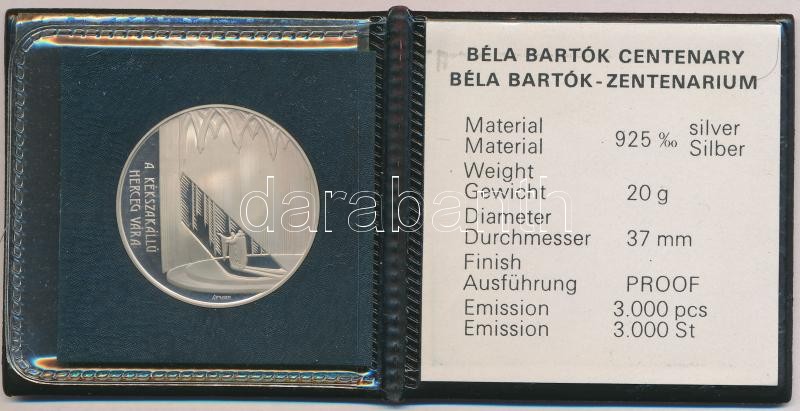 A KÉKSZAKÁLLÚ
HERCEG VÁRA
BÉLA BARTÓK CENTENARY
BÉLA BARTÓK-ZENTENARIUM
Material 925 ‰ silver
Material Silber
Weight
Gewicht 20 g
Diameter
Durchmesser 37 mm
Finish
Ausführung PROOF
Emission 3.000 pcs
Emission 3.000 St
darabanth